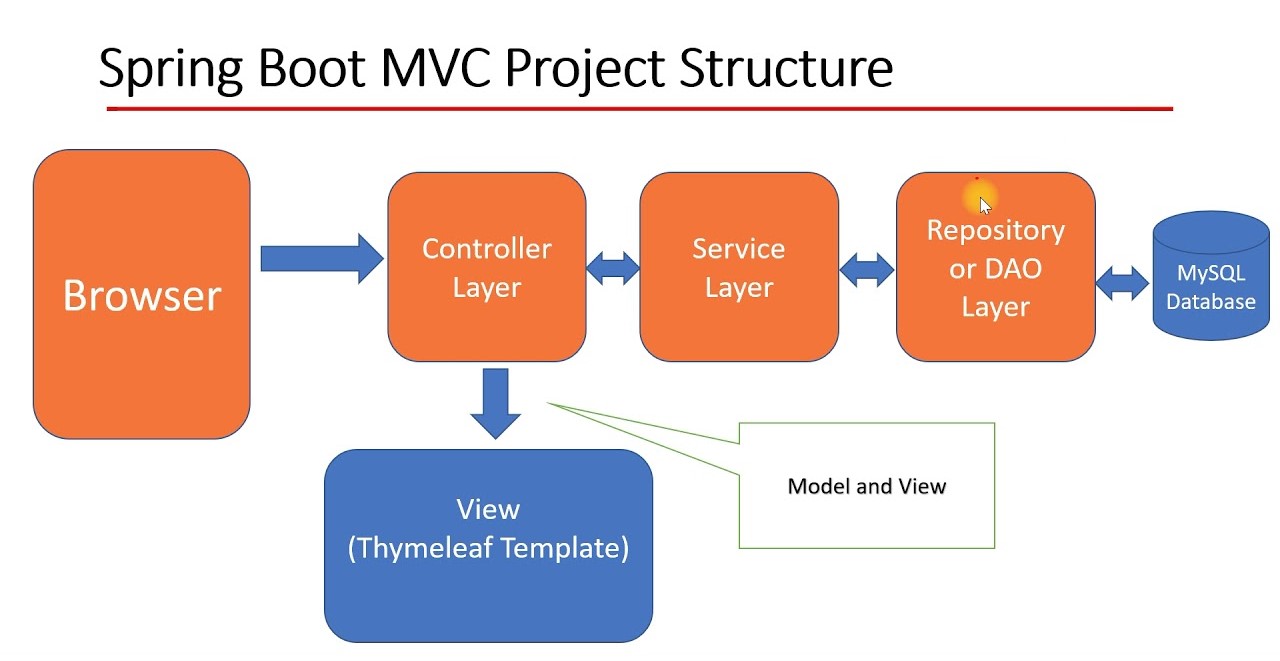 Spring Boot MVC Project Structure
Browser
Controller
Layer
Service
Layer
Repository
or DAO
Layer
MySQL
Database
View
(Thymeleaf Template)
Model and View